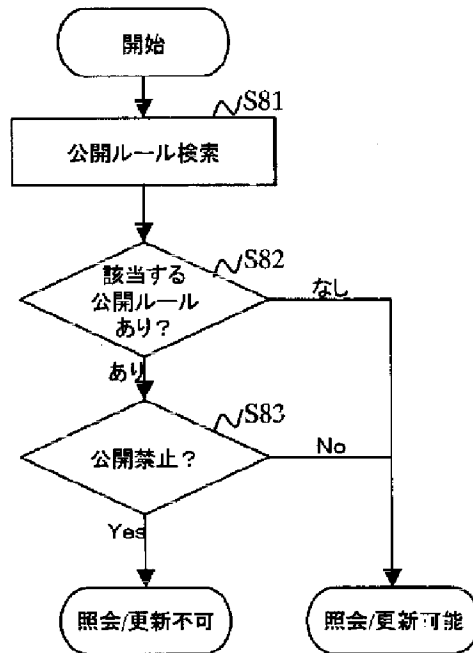 開始
S81
公開ルール検索
S82
該当する
公開ルール
あり?
なし
あり
S83
公開禁止?
No
Yes
照会/更新不可
照会/更新可能